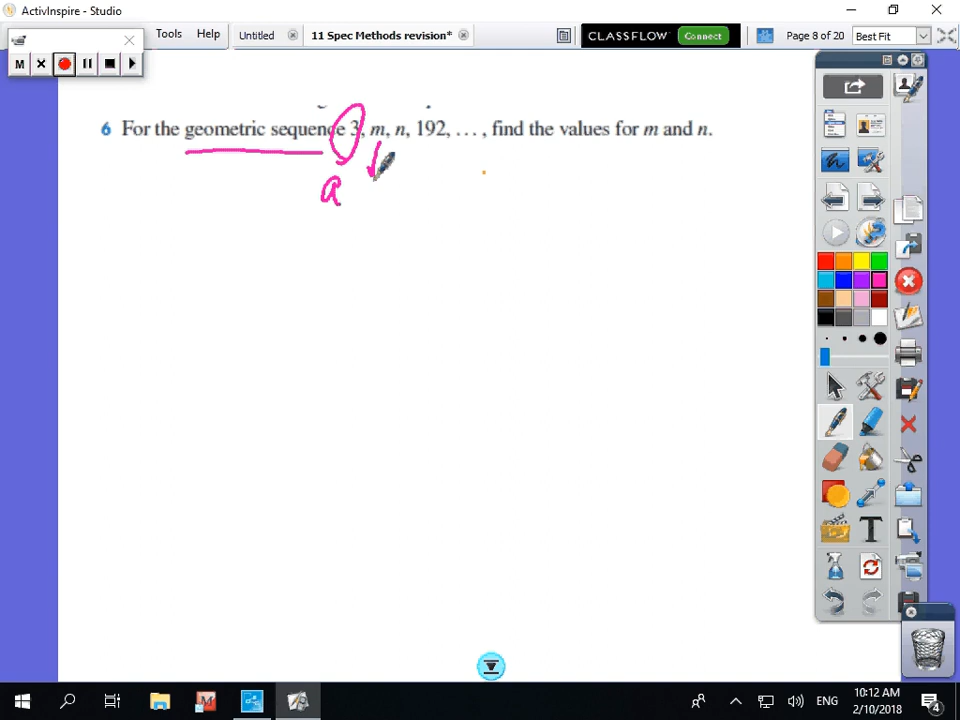 ActivInspire - Studio
Tools Help Untitled 11 Spec Methods revision* CLASSFLOW Connect Page 8 of 20 Best Fit
M
6 For the geometric sequence 3, m, n, 192, . . . , find the values for m and n.
a
T
ENG
10:12 AM
2/10/2018
4